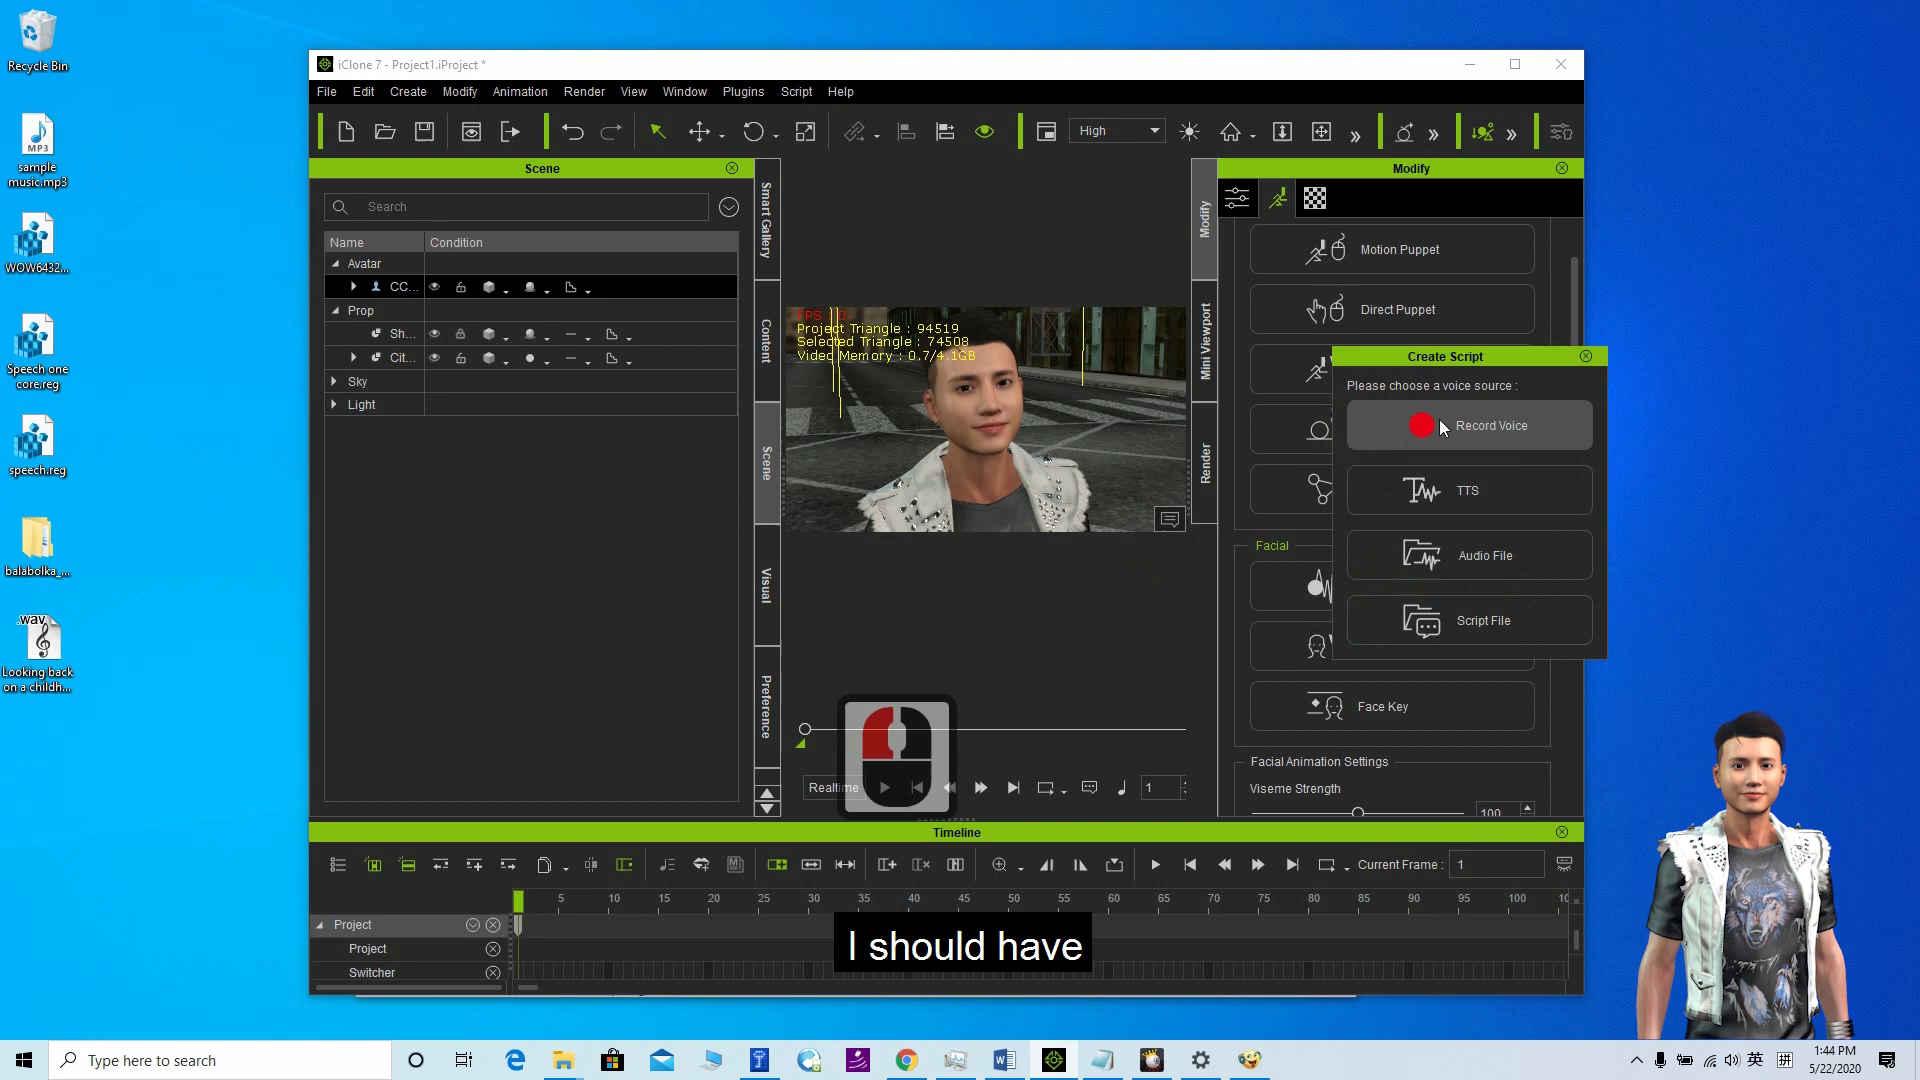 Recycle Bin
MP3
sample
music.mp3
WOW6432...
Speech one
core.reg
speech.reg
balabolka_...
.wav
Looking back
on a childh...
iClone 7 - Project1.iProject *
File Edit Create Modify Animation Render View Window Plugins Script Help
High
Scene
Search
Name Condition
Avatar
CC...
Prop
Sh...
Cit...
Sky
Light
Smart Gallery
Content
Scene
Visual
Preference
FPS : 0
Project Triangle : 94519
Selected Triangle : 74508
Video Memory : 0.7/4.1GB
Realtime
1
Modify
Mini Viewport
Render
Modify
Motion Puppet
Direct Puppet
Create Script
Please choose a voice source :
Record Voice
TTS
Audio File
Script File
Facial
Face Key
Facial Animation Settings
Viseme Strength
100
Timeline
Current Frame : 1
5 10 15 20 25 30 35 40 45 50 55 60 65 70 75 80 85 90 95 100 10
Project
Project
Switcher
I should have
Type here to search
英
拼
1:44 PM
5/22/2020